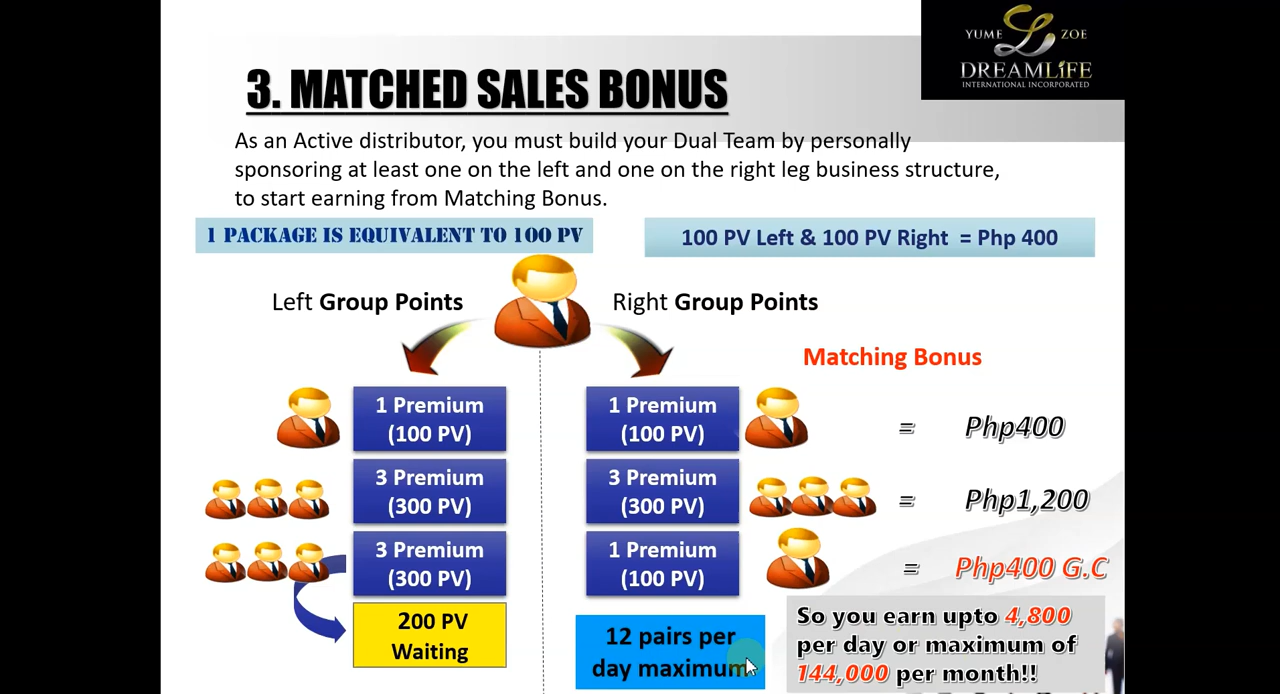 YUME ZOE
DREAMLIFE
INTERNATIONAL INCORPORATED
3. MATCHED SALES BONUS
As an Active distributor, you must build your Dual Team by personally
sponsoring at least one on the left and one on the right leg business structure,
to start earning from Matching Bonus.
1 PACKAGE IS EQUIVALENT TO 100 PV
100 PV Left & 100 PV Right = Php 400
Left Group Points
Right Group Points
Matching Bonus
1 Premium
(100 PV)
1 Premium
(100 PV)
= Php400
3 Premium
(300 PV)
3 Premium
(300 PV)
= Php1,200
3 Premium
(300 PV)
1 Premium
(100 PV)
= Php400 G.C
200 PV
Waiting
12 pairs per
day maximum
So you earn upto 4,800
per day or maximum of
144,000 per month!!